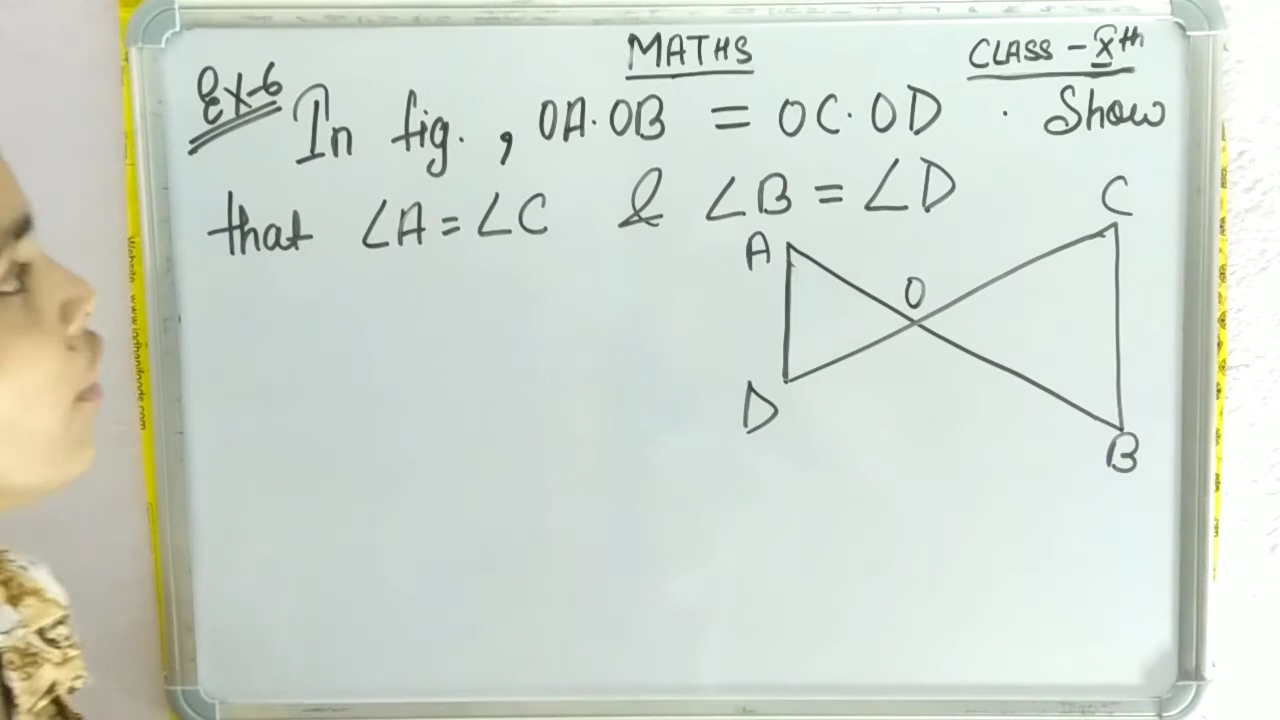 MATHS
CLASS - Xth
Ex-6 In fig., OA·OB = OC·OD. Show
that ∠A = ∠C & ∠B = ∠D
A
C
O
D
B